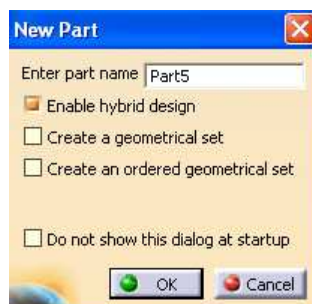 New Part
Enter part name Part5
Enable hybrid design
Create a geometrical set
Create an ordered geometrical set
Do not show this dialog at startup
OK Cancel